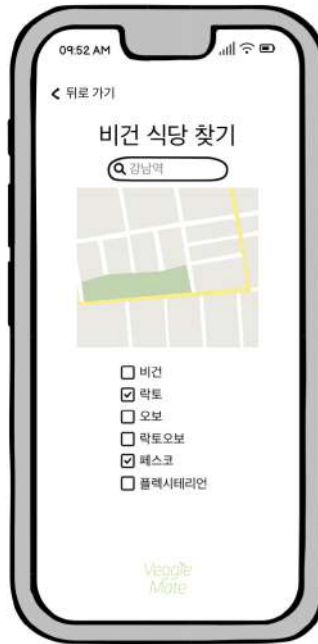 09:52 AM
뒤로 가기
비건 식당 찾기
강남역
비건
락토
오보
락토오보
페스코
플렉시테리언
Veggie
Mate